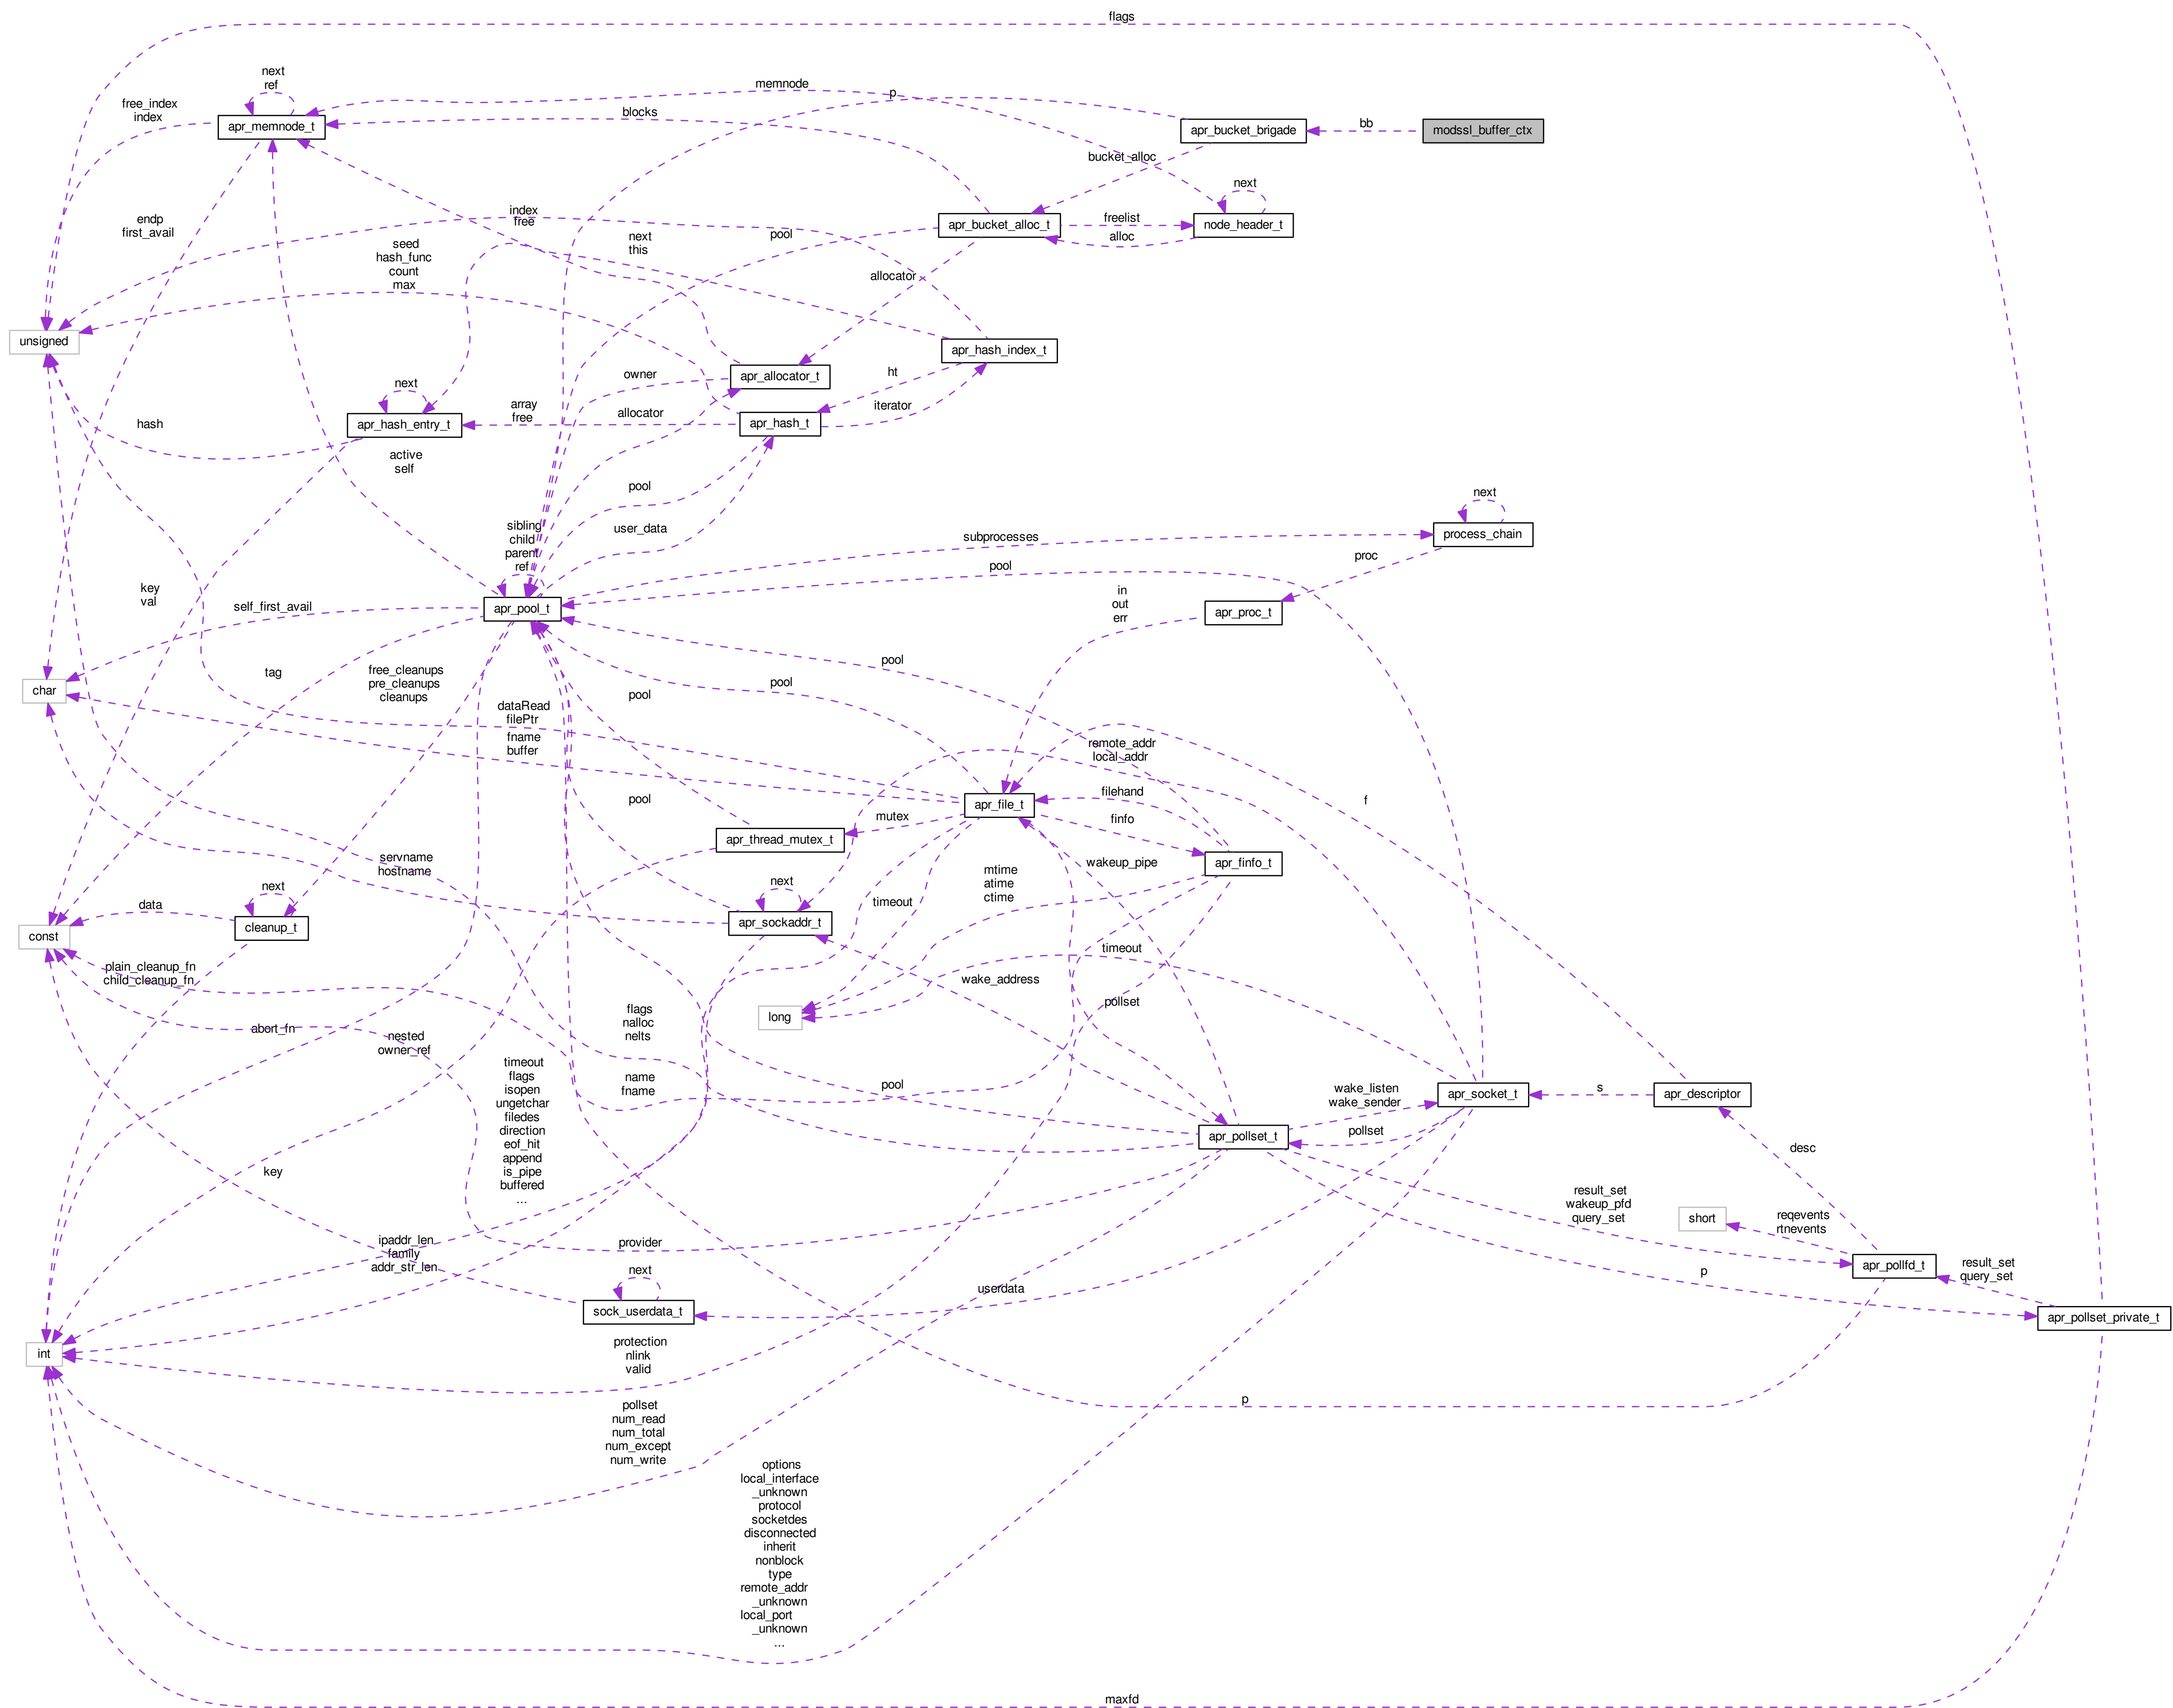 flags
next
ref
memnode
p
free_index
index
blocks
apr_memnode_t
apr_bucket_brigade
bb
modssl_buffer_ctx
bucket_alloc
next
endp
first_avail
index
free
freelist
alloc
apr_bucket_alloc_t
node_header_t
next
this
pool
seed
hash_func
count
max
allocator
unsigned
apr_hash_index_t
owner
apr_allocator_t
ht
next
array
free
allocator
iterator
hash
apr_hash_entry_t
apr_hash_t
active
self
pool
next
sibling
child
parent
ref
user_data
subprocesses
process_chain
proc
pool
key
val
self_first_avail
apr_pool_t
in
out
err
apr_proc_t
tag
free_cleanups
pre_cleanups
cleanups
pool
pool
pool
char
dataRead
filePtr
fname
buffer
remote_addr
local_addr
pool
apr_file_t
filehand
f
mutex
finfo
apr_thread_mutex_t
servname
hostname
wakeup_pipe
apr_finfo_t
mtime
atime
ctime
next
next
data
timeout
cleanup_t
apr_sockaddr_t
const
timeout
plain_cleanup_fn
child_cleanup_fn
wake_address
long
pollset
flags
nalloc
nelts
abort_fn
nested
owner_ref
timeout
flags
isopen
ungetchar
filedes
direction
eof_hit
append
is_pipe
buffered
...
name
fname
pool
wake_listen
wake_sender
apr_socket_t
s
apr_descriptor
apr_pollset_t
pollset
desc
key
result_set
wakeup_pfd
query_set
short
reqevents
rtnevents
ipaddr_len
family
addr_str_len
provider
apr_pollfd_t
next
p
result_set
query_set
userdata
sock_userdata_t
apr_pollset_private_t
int
protection
nlink
valid
p
pollset
num_read
num_total
num_except
num_write
options
local_interface
_unknown
protocol
socketdes
disconnected
inherit
nonblock
type
remote_addr
_unknown
local_port
_unknown
...
maxfd